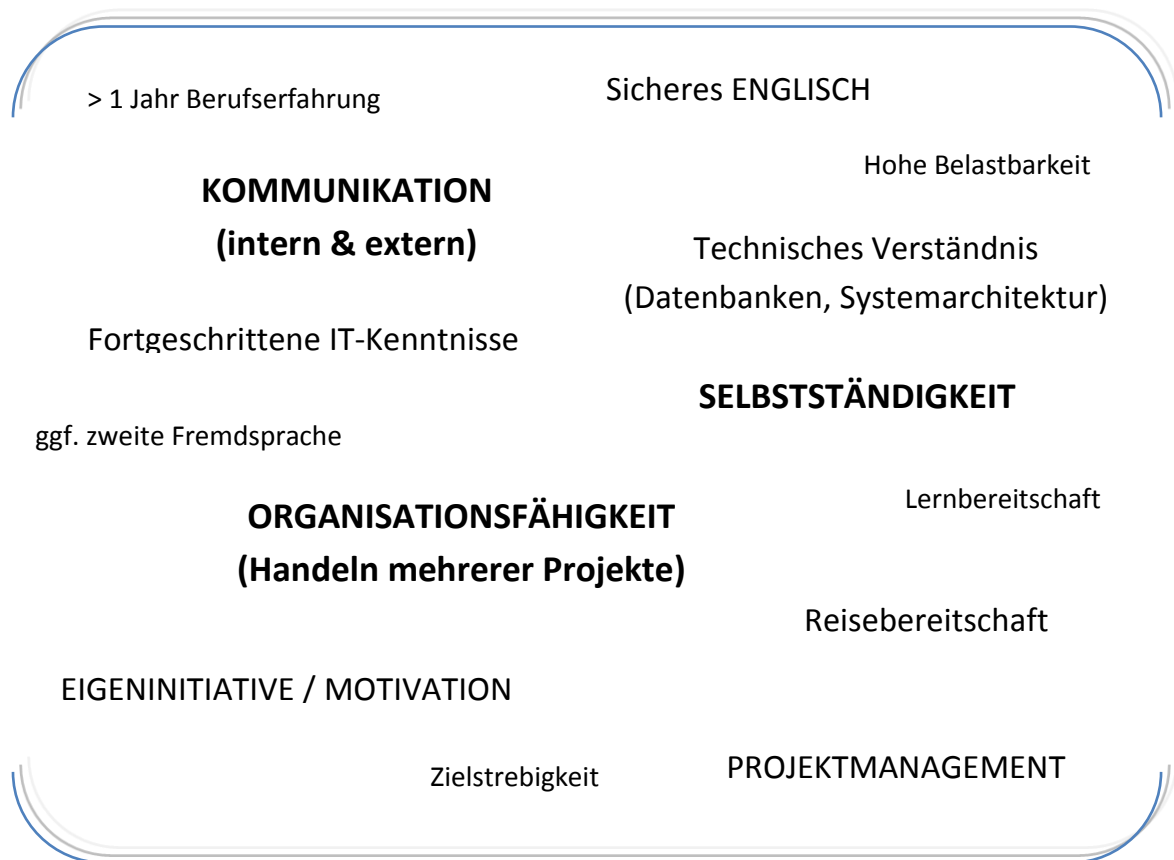 > 1 Jahr Berufserfahrung
Sicheres ENGLISCH
Hohe Belastbarkeit
KOMMUNIKATION
(intern & extern)
Technisches Verständnis
(Datenbanken, Systemarchitektur)
Fortgeschrittene IT-Kenntnisse
SELBSTSTÄNDIGKEIT
ggf. zweite Fremdsprache
Lernbereitschaft
ORGANISATIONSFÄHIGKEIT
(Handeln mehrerer Projekte)
Reisebereitschaft
EIGENINITIATIVE / MOTIVATION
Zielstrebigkeit
PROJEKTMANAGEMENT